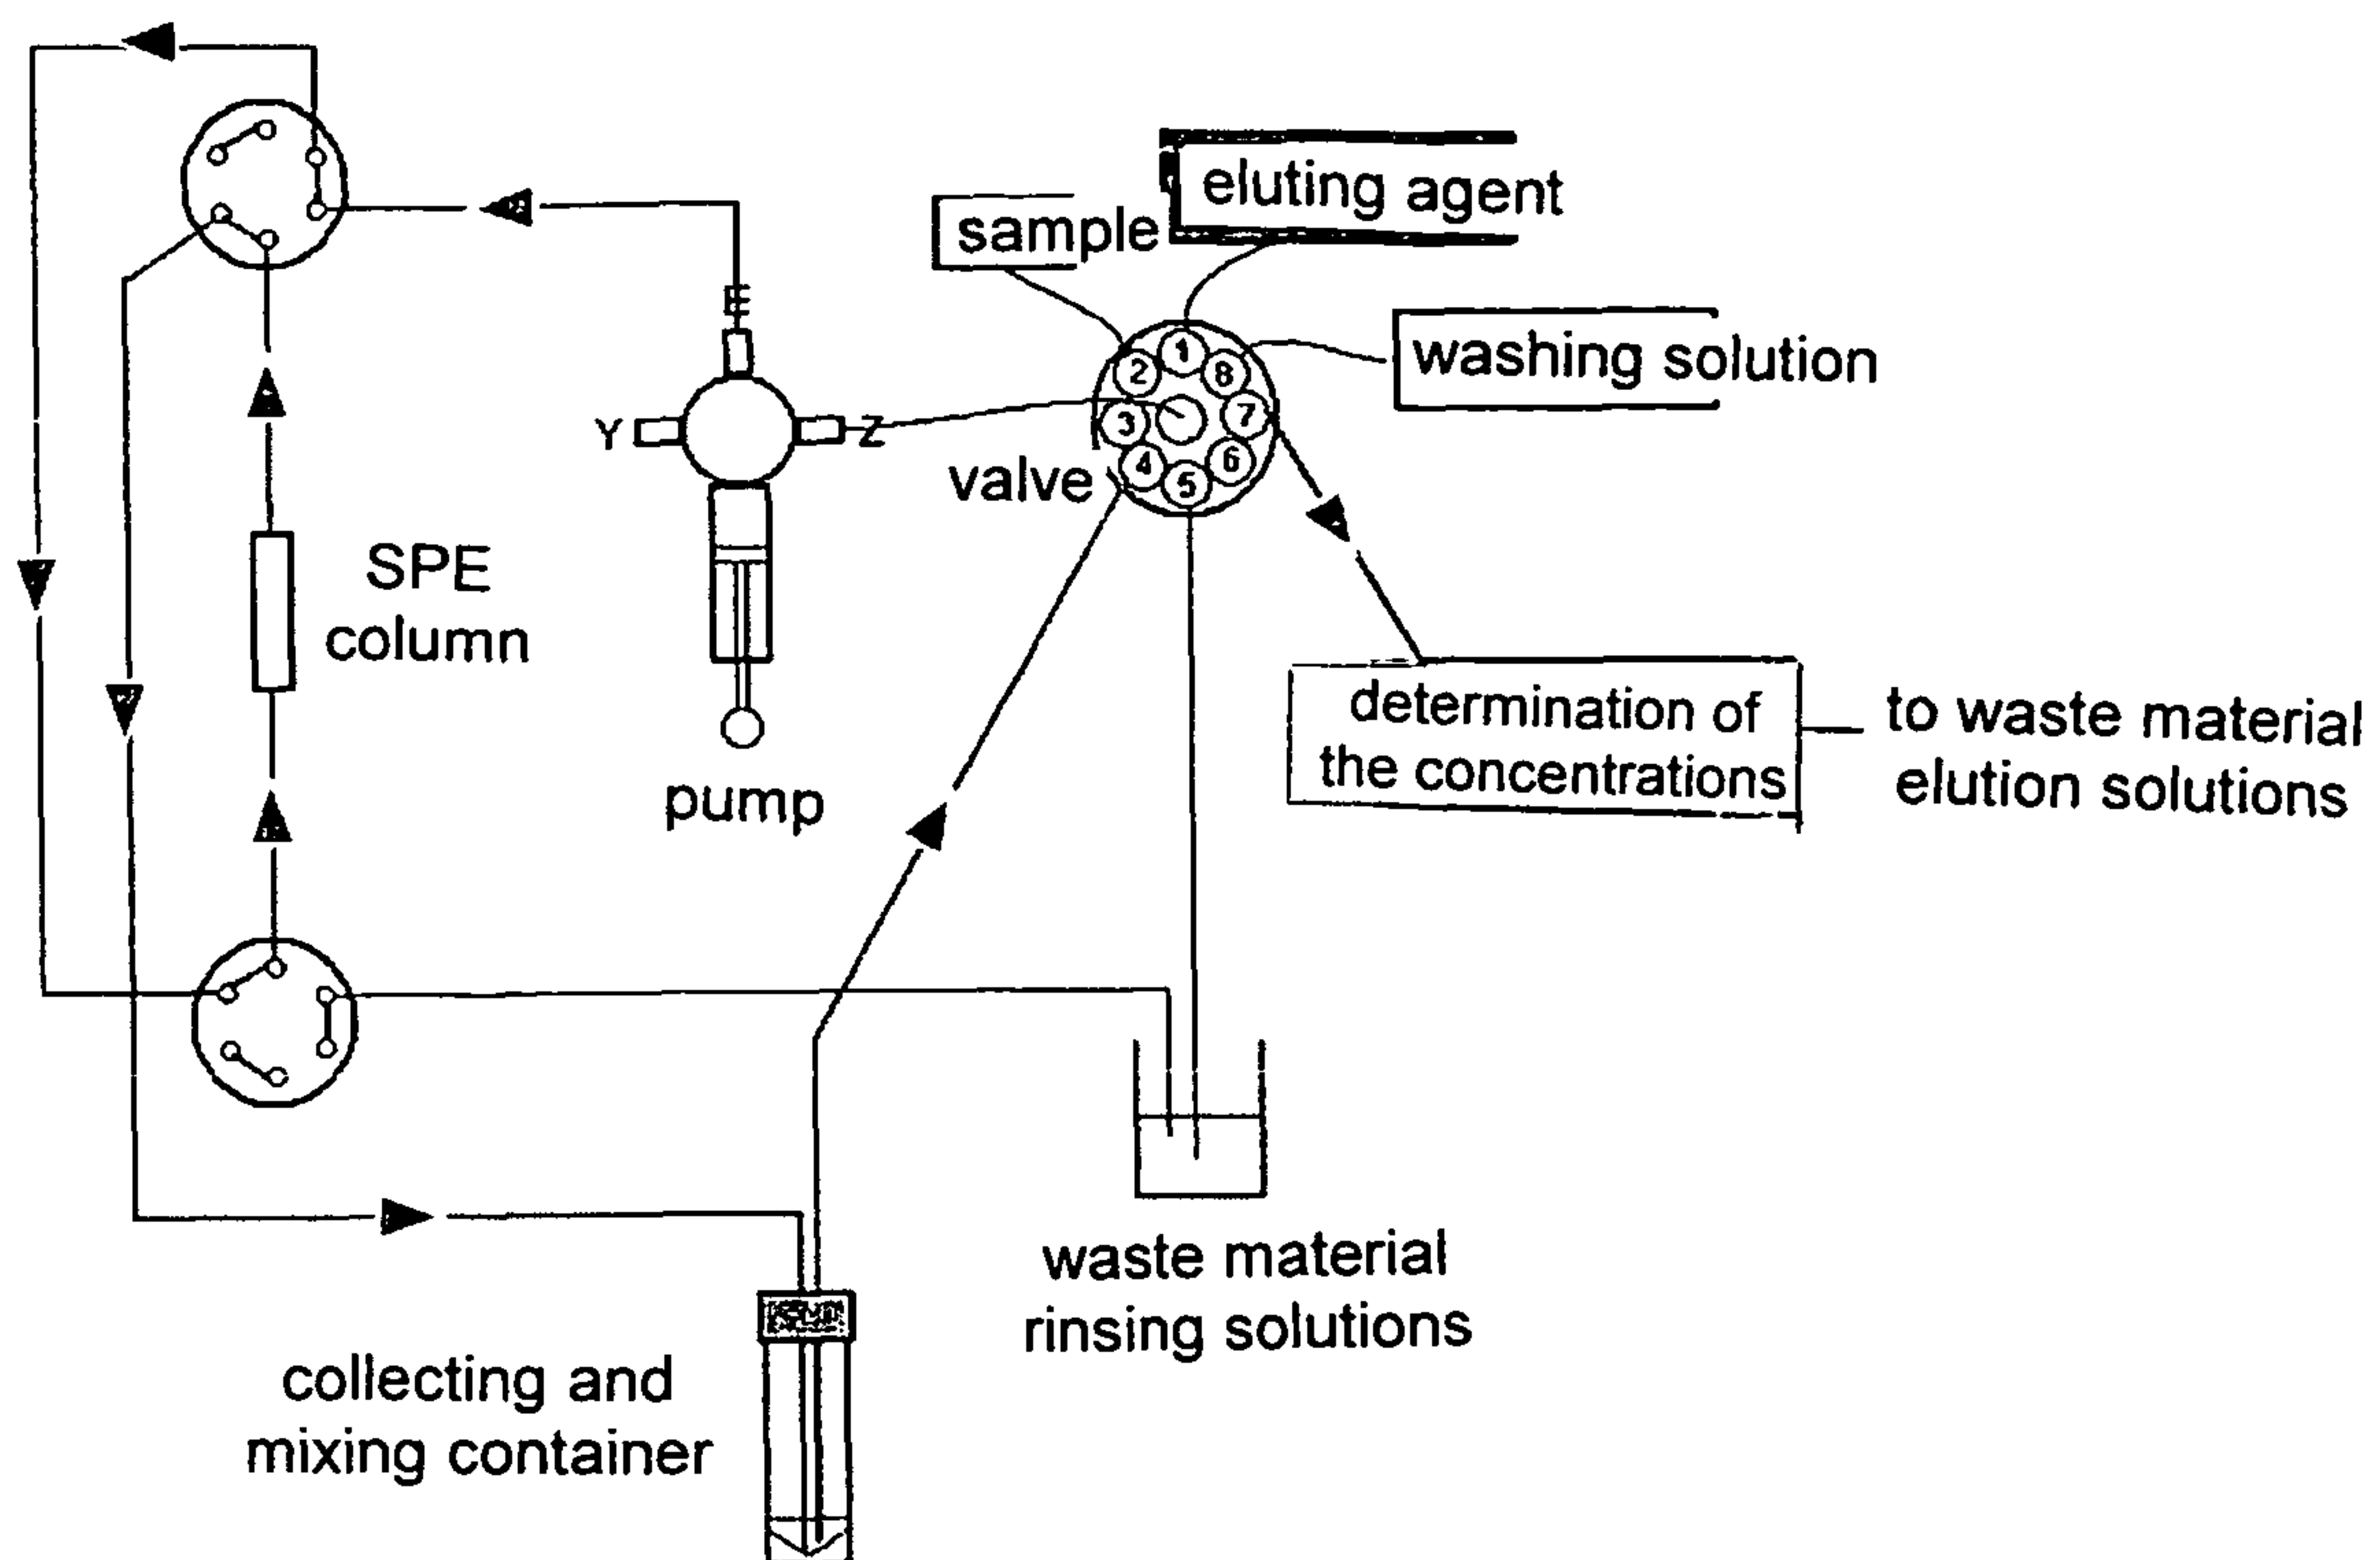 eluting agent
sample
washing solution
1
2
8
3
7
4
6
5
Y
Z
valve
SPE
column
pump
determination of
the concentrations
to waste material
elution solutions
waste material
rinsing solutions
collecting and
mixing container